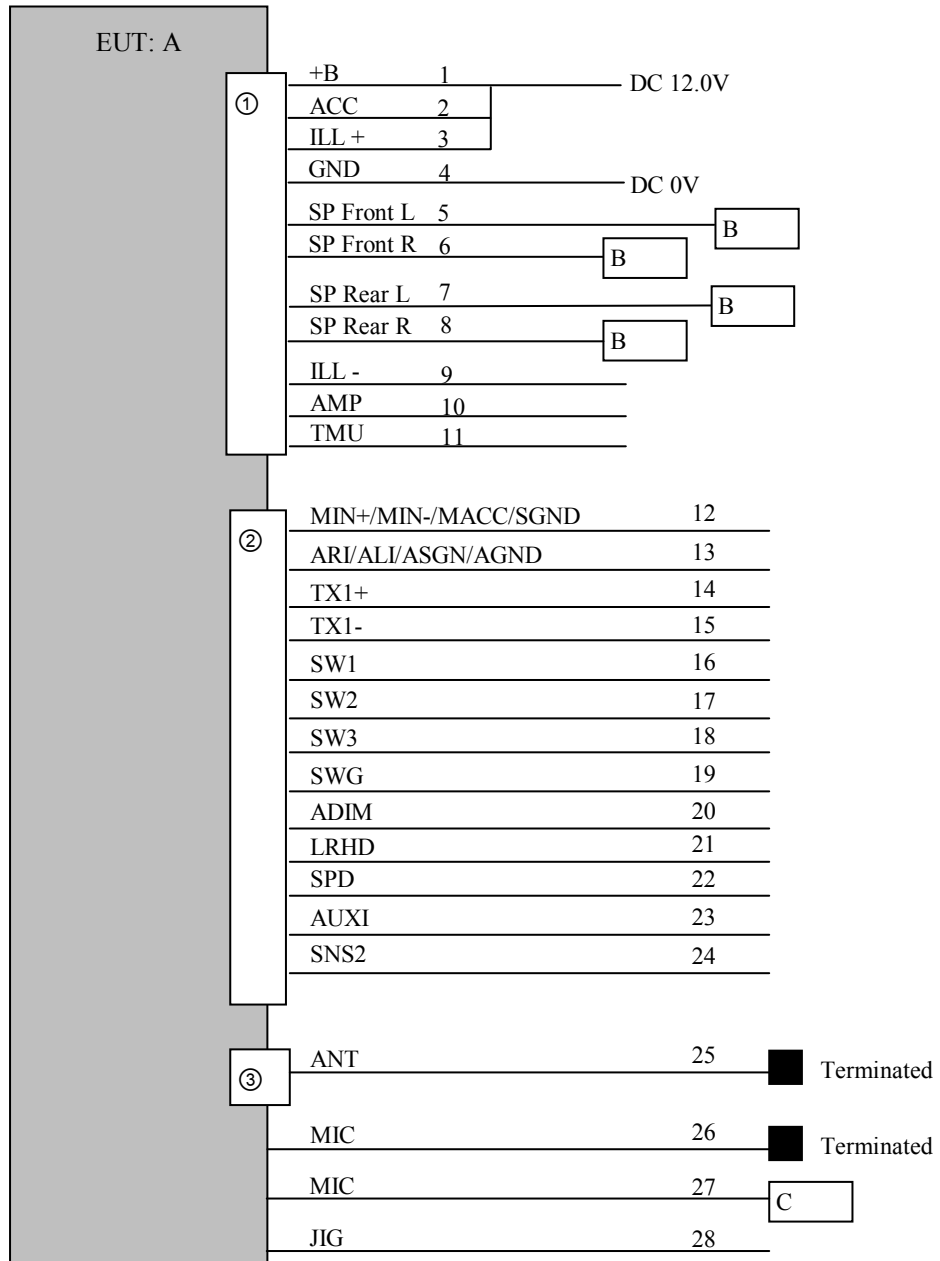 EUT: A
①
+B 1 DC 12.0V
ACC 2
ILL + 3
GND 4 DC 0V
SP Front L 5 B
SP Front R 6 B
SP Rear L 7 B
SP Rear R 8 B
ILL - 9
AMP 10
TMU 11
②
MIN+/MIN-/MACC/SGND 12
ARI/ALI/ASGN/AGND 13
TX1+ 14
TX1- 15
SW1 16
SW2 17
SW3 18
SWG 19
ADIM 20
LRHD 21
SPD 22
AUXI 23
SNS2 24
③
ANT 25 Terminated
MIC 26 Terminated
MIC 27 C
JIG 28